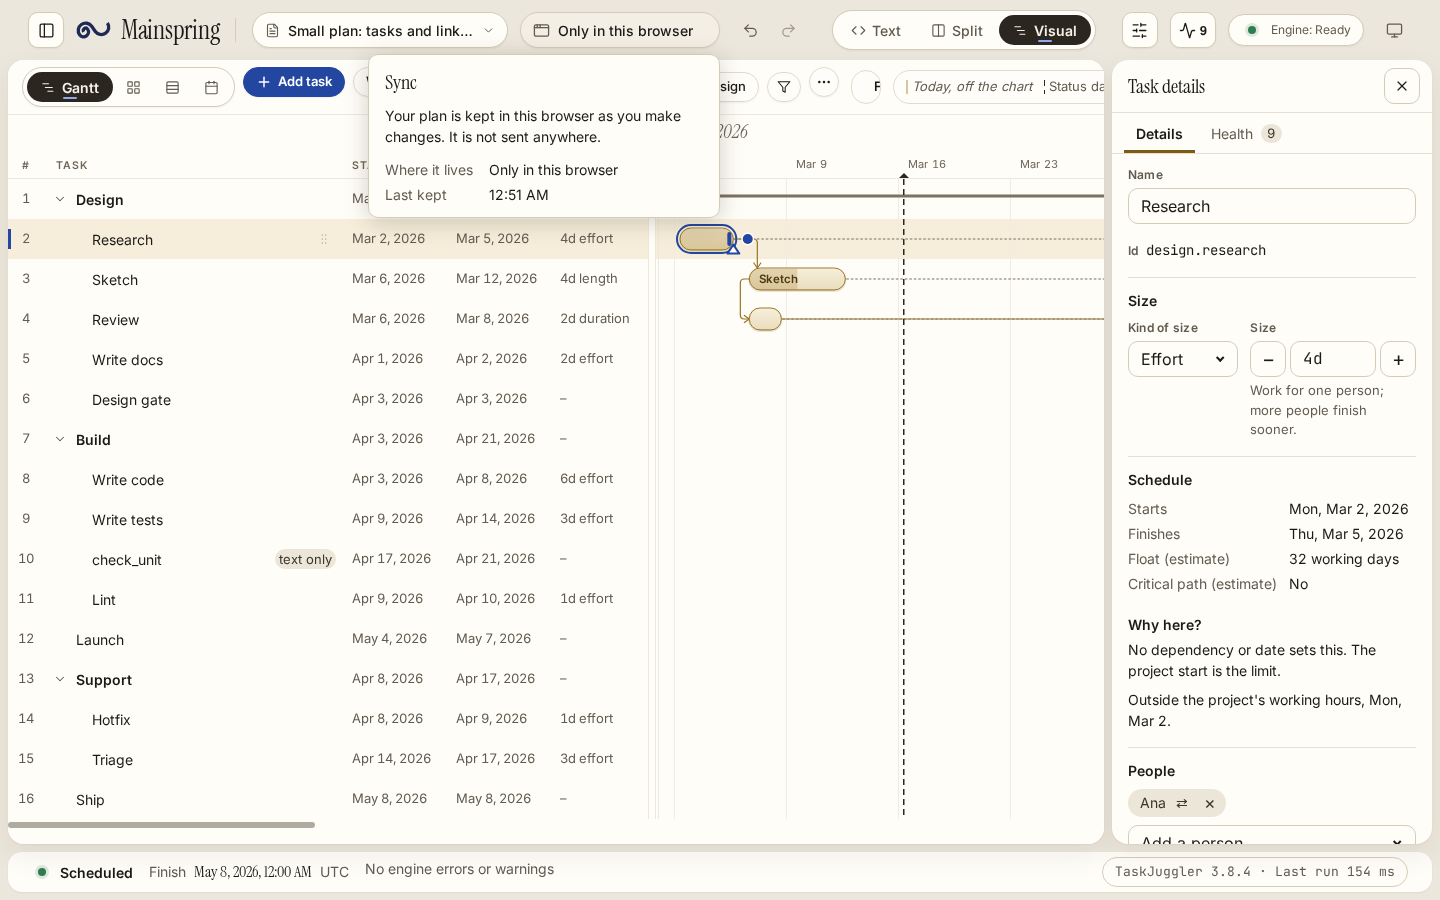 Mainspring
Small plan: tasks and link...
Only in this browser
Text
Split
Visual
9
Engine: Ready
Gantt
Add task
sign
Today, off the chart
Status da
Sync
Your plan is kept in this browser as you make
changes. It is not sent anywhere.
Where it lives Only in this browser
Last kept 12:51 AM
2026
# TASK
Mar 9 Mar 16 Mar 23
1 Design
2 Research Mar 2, 2026 Mar 5, 2026 4d effort
3 Sketch Mar 6, 2026 Mar 12, 2026 4d length
Sketch
4 Review Mar 6, 2026 Mar 8, 2026 2d duration
5 Write docs Apr 1, 2026 Apr 2, 2026 2d effort
6 Design gate Apr 3, 2026 Apr 3, 2026 –
7 Build Apr 3, 2026 Apr 21, 2026 –
8 Write code Apr 3, 2026 Apr 8, 2026 6d effort
9 Write tests Apr 9, 2026 Apr 14, 2026 3d effort
10 check_unit text only Apr 17, 2026 Apr 21, 2026 –
11 Lint Apr 9, 2026 Apr 10, 2026 1d effort
12 Launch May 4, 2026 May 7, 2026 –
13 Support Apr 8, 2026 Apr 17, 2026 –
14 Hotfix Apr 8, 2026 Apr 9, 2026 1d effort
15 Triage Apr 14, 2026 Apr 17, 2026 3d effort
16 Ship May 8, 2026 May 8, 2026 –
Task details
Details
Health 9
Name
Research
Id design.research
Size
Kind of size Size
Effort − 4d +
Work for one person;
more people finish
sooner.
Schedule
Starts Mon, Mar 2, 2026
Finishes Thu, Mar 5, 2026
Float (estimate) 32 working days
Critical path (estimate) No
Why here?
No dependency or date sets this. The
project start is the limit.
Outside the project's working hours, Mon,
Mar 2.
People
Ana
Add a person
Scheduled Finish May 8, 2026, 12:00 AM UTC No engine errors or warnings
TaskJuggler 3.8.4 · Last run 154 ms